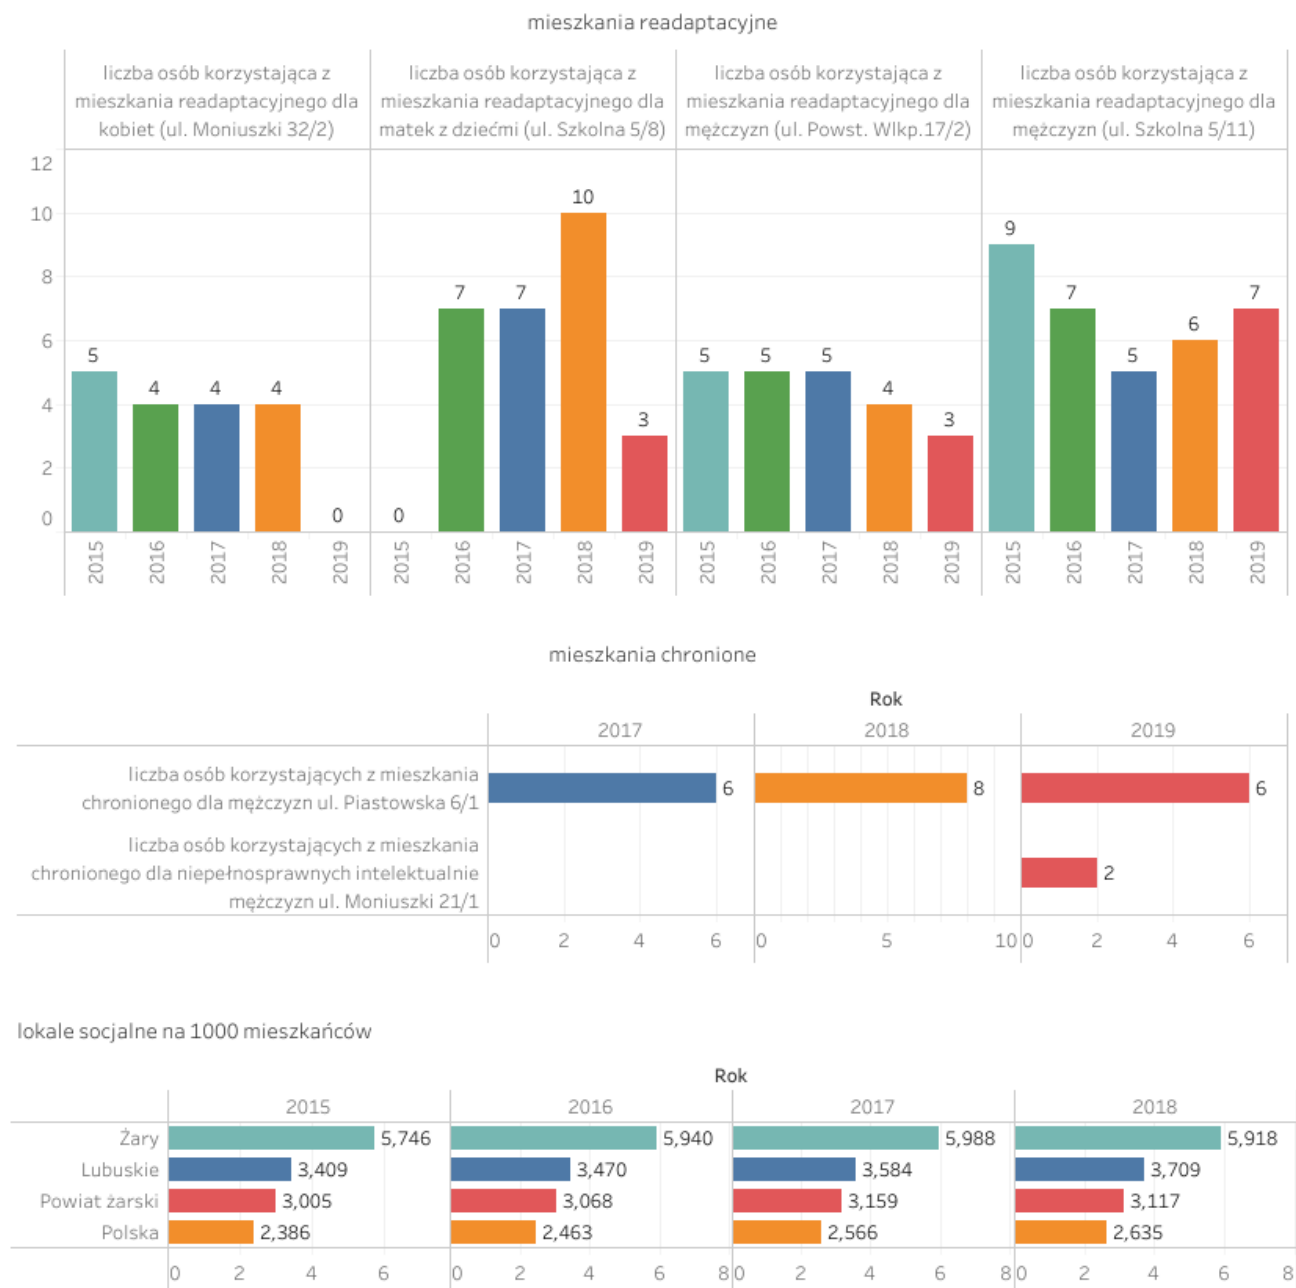 mieszkania readaptacyjne
liczba osób korzystająca z
mieszkania readaptacyjnego dla
kobiet (ul. Moniuszki 32/2)
liczba osób korzystająca z
mieszkania readaptacyjnego dla
matek z dziećmi (ul. Szkolna 5/8)
liczba osób korzystająca z
mieszkania readaptacyjnego dla
mężczyzn (ul. Powst. Wlkp.17/2)
liczba osób korzystająca z
mieszkania readaptacyjnego dla
mężczyzn (ul. Szkolna 5/11)
12
10
8
6
4
2
0
5 4 4 4 0
0 7 7 10 3
5 5 5 4 3
9 7 5 6 7
2015 2016 2017 2018 2019
2015 2016 2017 2018 2019
2015 2016 2017 2018 2019
2015 2016 2017 2018 2019
mieszkania chronione
Rok
2017 2018 2019
liczba osób korzystających z mieszkania
chronionego dla mężczyzn ul. Piastowska 6/1
6 8 6
liczba osób korzystających z mieszkania
chronionego dla niepełnosprawnych intelektualnie
mężczyzn ul. Moniuszki 21/1
2
0 2 4 6 0 5 10 0 2 4 6
lokale socjalne na 1000 mieszkańców
Rok
2015 2016 2017 2018
Żary 5,746 5,940 5,988 5,918
Lubuskie 3,409 3,470 3,584 3,709
Powiat żarski 3,005 3,068 3,159 3,117
Polska 2,386 2,463 2,566 2,635
0 2 4 6 0 2 4 6 8 0 2 4 6 8 0 2 4 6 8